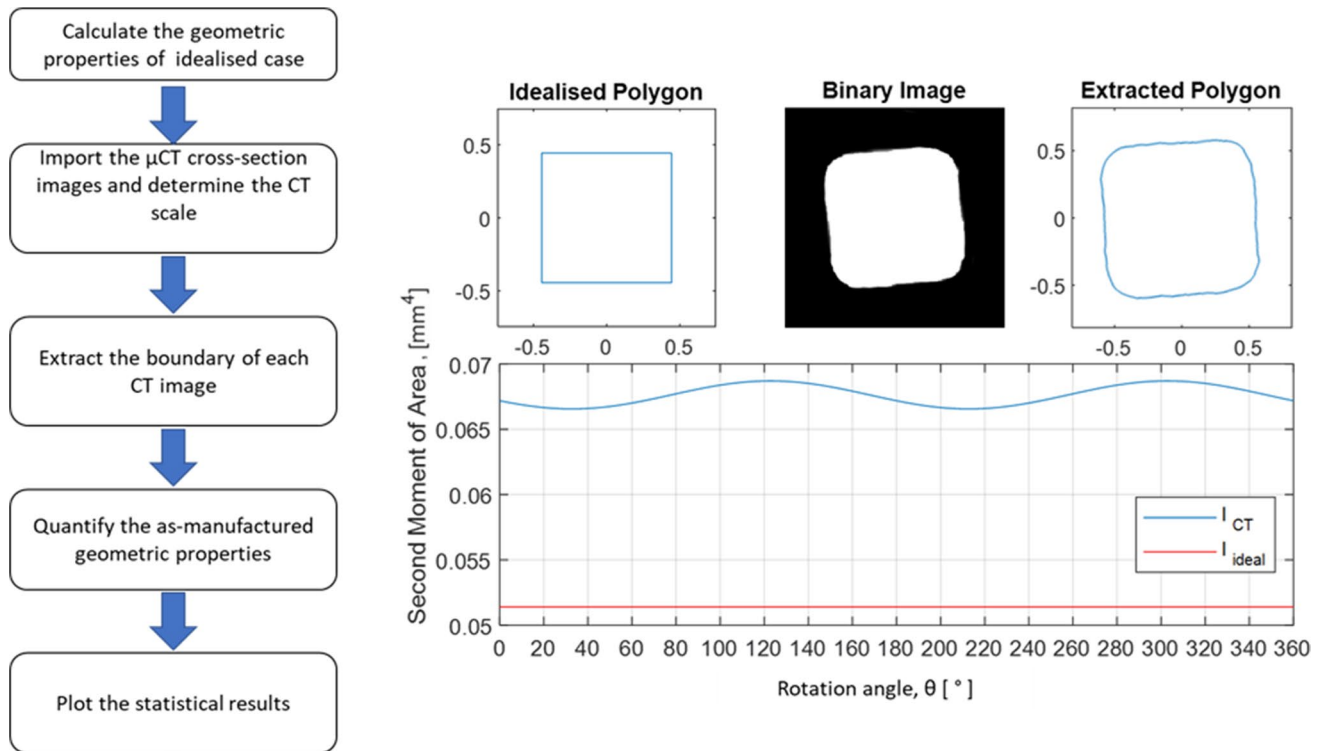 Calculate the geometric
properties of idealised case
Import the μCT cross-section
images and determine the CT
scale
Extract the boundary of each
CT image
Quantify the as-manufactured
geometric properties
Plot the statistical results
Idealised Polygon
0.5
0
-0.5
-0.5 0 0.5
Binary Image
Extracted Polygon
0.5
0
-0.5
-0.5 0 0.5
Second Moment of Area , [mm4]
0.07
0.065
0.06
0.055
0.05
0 20 40 60 80 100 120 140 160 180 200 220 240 260 280 300 320 340 360
Rotation angle, θ [ ° ]
I CT
I ideal